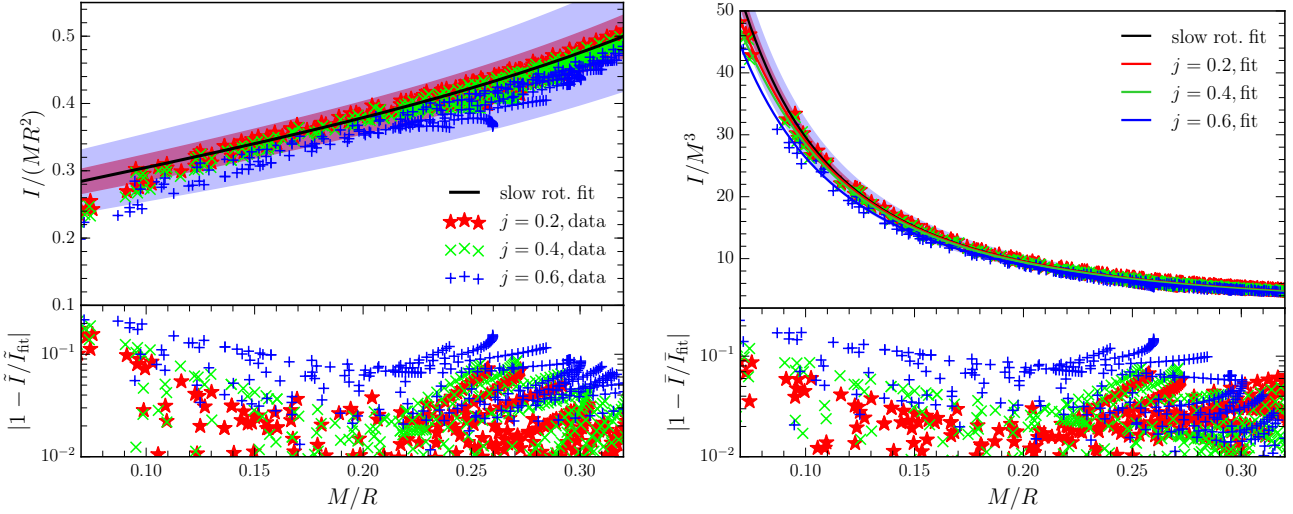 0.5
0.4
0.3
0.2
0.1
I/(MR²)
slow rot. fit
j = 0.2, data
j = 0.4, data
j = 0.6, data
10⁻¹
10⁻²
|1 − Ĩ/Ĩ_fit|
0.10 0.15 0.20 0.25 0.30
M/R
50
40
30
20
10
I/M³
slow rot. fit
j = 0.2, fit
j = 0.4, fit
j = 0.6, fit
10⁻¹
10⁻²
|1 − Ī/Ī_fit|
0.10 0.15 0.20 0.25 0.30
M/R